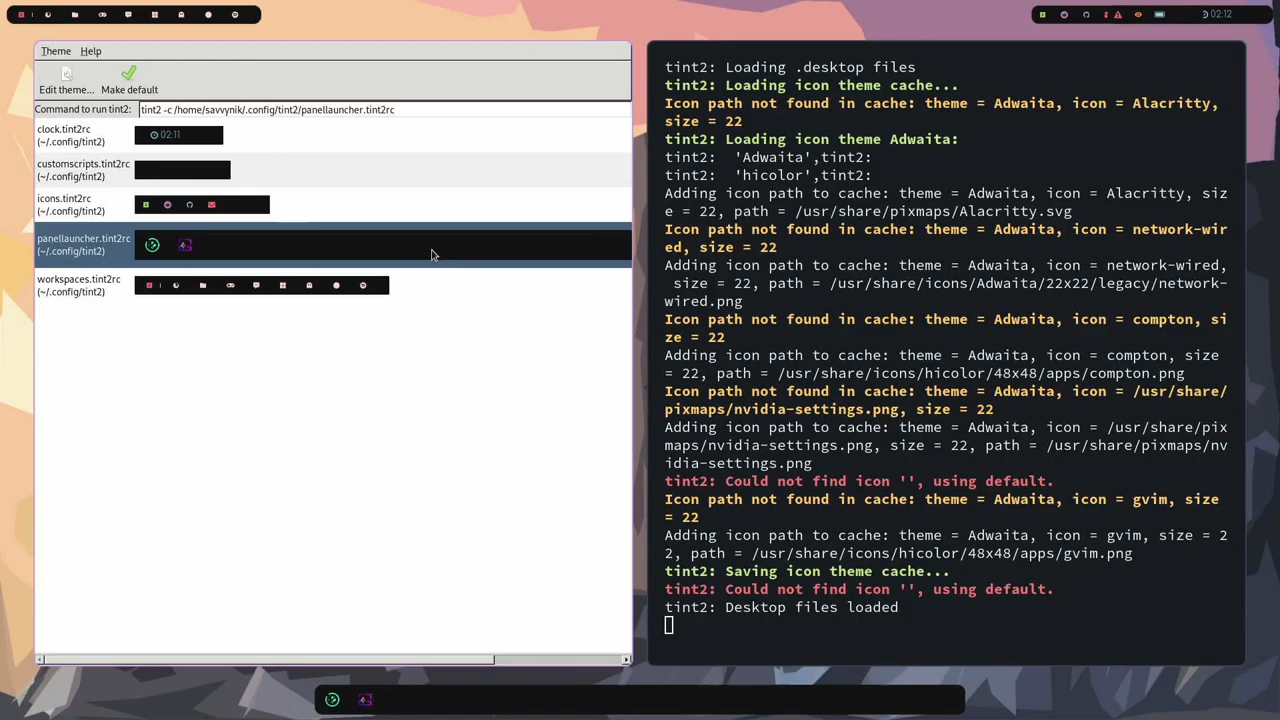 02:12
Theme Help
Edit theme... Make default
Command to run tint2: tint2 -c /home/savvynik/.config/tint2/panellauncher.tint2rc
clock.tint2rc
(~/.config/tint2)
02:11
customscripts.tint2rc
(~/.config/tint2)
icons.tint2rc
(~/.config/tint2)
panellauncher.tint2rc
(~/.config/tint2)
workspaces.tint2rc
(~/.config/tint2)
tint2: Loading .desktop files
tint2: Loading icon theme cache...
Icon path not found in cache: theme = Adwaita, icon = Alacritty,
size = 22
tint2: Loading icon theme Adwaita:
tint2:  'Adwaita',tint2:
tint2:  'hicolor',tint2:
Adding icon path to cache: theme = Adwaita, icon = Alacritty, siz
e = 22, path = /usr/share/pixmaps/Alacritty.svg
Icon path not found in cache: theme = Adwaita, icon = network-wir
ed, size = 22
Adding icon path to cache: theme = Adwaita, icon = network-wired,
 size = 22, path = /usr/share/icons/Adwaita/22x22/legacy/network-
wired.png
Icon path not found in cache: theme = Adwaita, icon = compton, si
ze = 22
Adding icon path to cache: theme = Adwaita, icon = compton, size
= 22, path = /usr/share/icons/hicolor/48x48/apps/compton.png
Icon path not found in cache: theme = Adwaita, icon = /usr/share/
pixmaps/nvidia-settings.png, size = 22
Adding icon path to cache: theme = Adwaita, icon = /usr/share/pix
maps/nvidia-settings.png, size = 22, path = /usr/share/pixmaps/nv
idia-settings.png
tint2: Could not find icon '', using default.
Icon path not found in cache: theme = Adwaita, icon = gvim, size
= 22
Adding icon path to cache: theme = Adwaita, icon = gvim, size = 2
2, path = /usr/share/icons/hicolor/48x48/apps/gvim.png
tint2: Saving icon theme cache...
tint2: Could not find icon '', using default.
tint2: Desktop files loaded